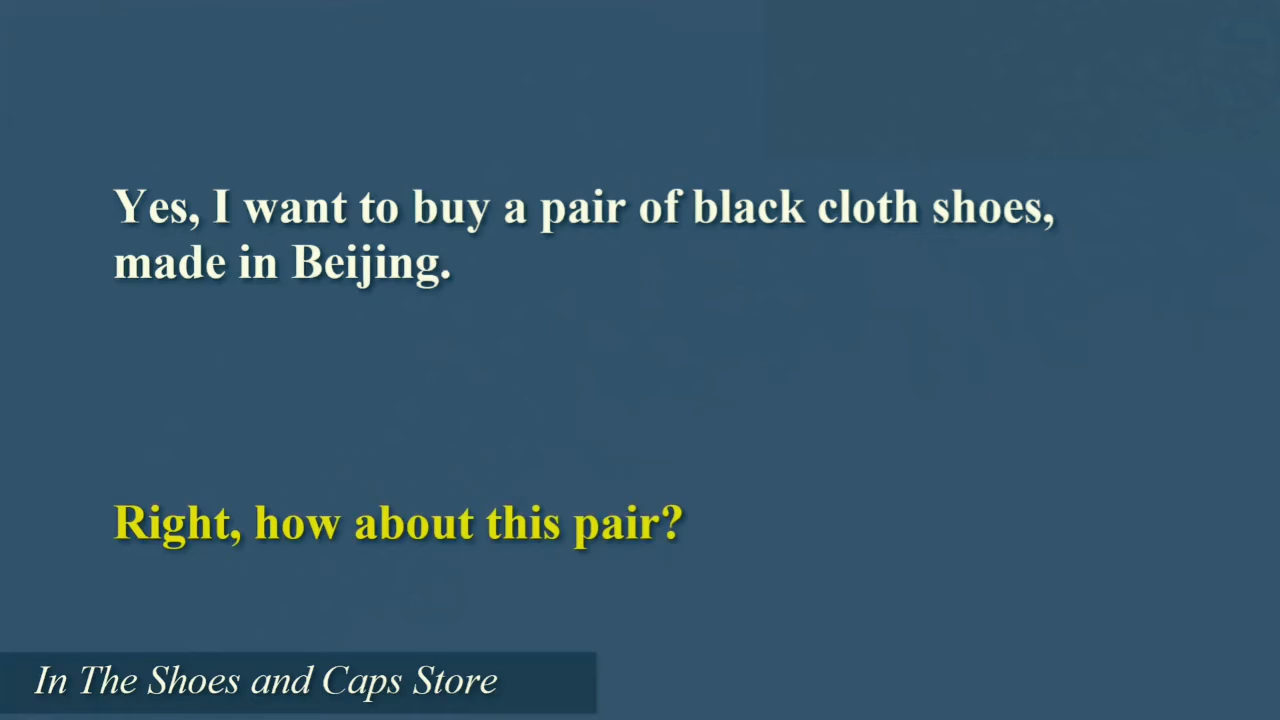 Yes, I want to buy a pair of black cloth shoes,
made in Beijing.
Right, how about this pair?
In The Shoes and Caps Store